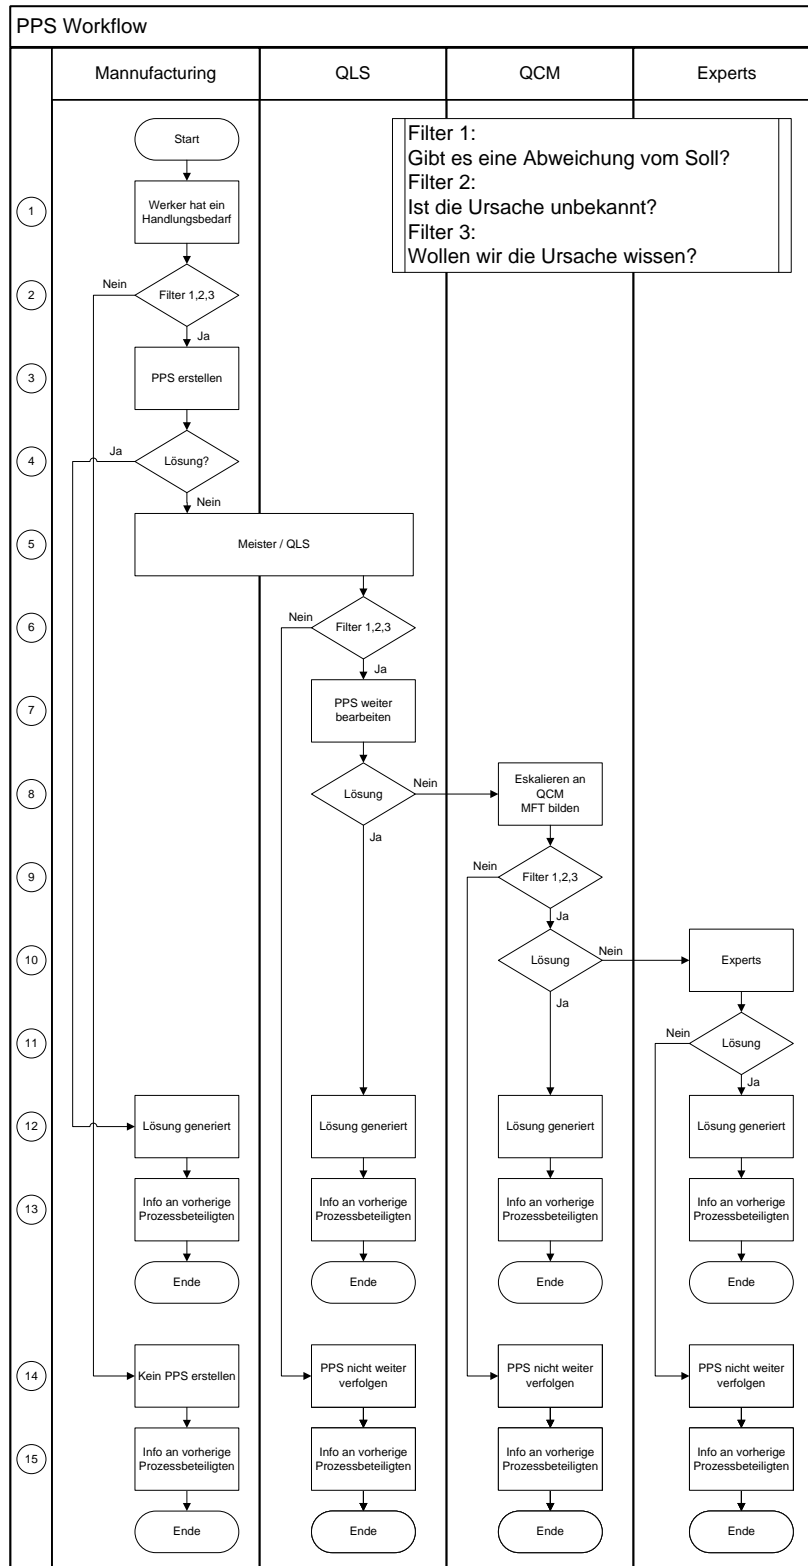 PPS Workflow
Mannufacturing
QLS
QCM
Experts
Start
Filter 1:
Gibt es eine Abweichung vom Soll?
Filter 2:
Ist die Ursache unbekannt?
Filter 3:
Wollen wir die Ursache wissen?
1
Werker hat ein
Handlungsbedarf
2
Nein
Filter 1,2,3
Ja
3
PPS erstellen
4
Ja
Lösung?
Nein
5
Meister / QLS
6
Nein
Filter 1,2,3
Ja
7
PPS weiter
bearbeiten
8
Lösung
Nein
Ja
Eskalieren an
QCM
MFT bilden
9
Nein
Filter 1,2,3
Ja
10
Lösung
Nein
Ja
Experts
11
Nein
Lösung
Ja
12
Lösung generiert
Lösung generiert
Lösung generiert
Lösung generiert
13
Info an vorherige
Prozessbeteiligten
Info an vorherige
Prozessbeteiligten
Info an vorherige
Prozessbeteiligten
Info an vorherige
Prozessbeteiligten
Ende
Ende
Ende
Ende
14
Kein PPS erstellen
PPS nicht weiter
verfolgen
PPS nicht weiter
verfolgen
PPS nicht weiter
verfolgen
15
Info an vorherige
Prozessbeteiligten
Info an vorherige
Prozessbeteiligten
Info an vorherige
Prozessbeteiligten
Info an vorherige
Prozessbeteiligten
Ende
Ende
Ende
Ende